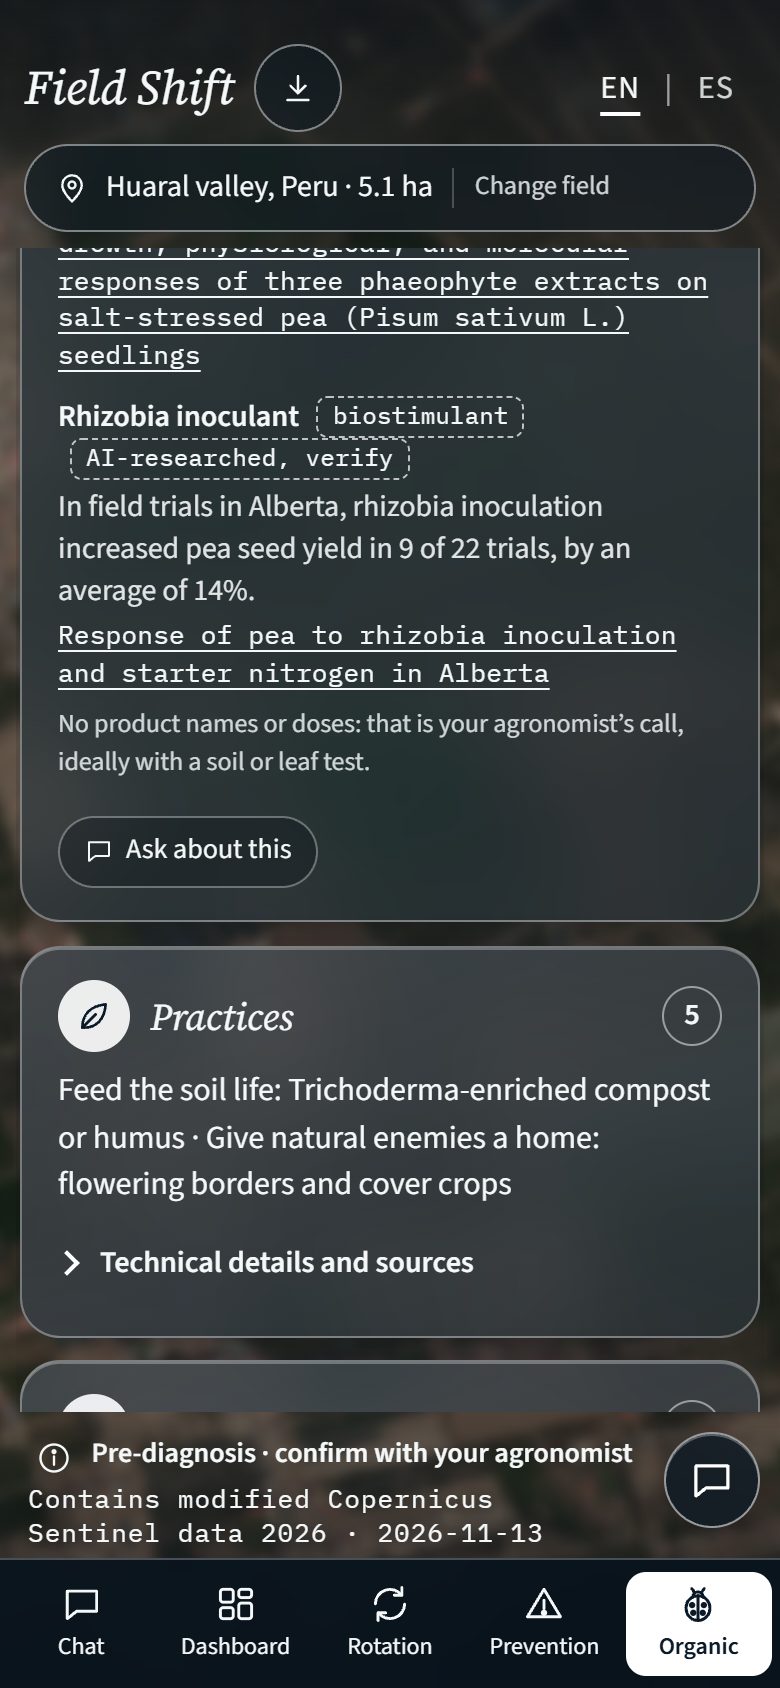 Field Shift
EN | ES
Huaral valley, Peru · 5.1 ha | Change field
growth, physiological, and molecular
responses of three phaeophyte extracts on
salt-stressed pea (Pisum sativum L.)
seedlings
Rhizobia inoculant biostimulant
AI-researched, verify
In field trials in Alberta, rhizobia inoculation
increased pea seed yield in 9 of 22 trials, by an
average of 14%.
Response of pea to rhizobia inoculation
and starter nitrogen in Alberta
No product names or doses: that is your agronomist’s call,
ideally with a soil or leaf test.
Ask about this
Practices 5
Feed the soil life: Trichoderma-enriched compost
or humus · Give natural enemies a home:
flowering borders and cover crops
Technical details and sources
Pre-diagnosis · confirm with your agronomist
Contains modified Copernicus
Sentinel data 2026 · 2026-11-13
Chat Dashboard Rotation Prevention Organic